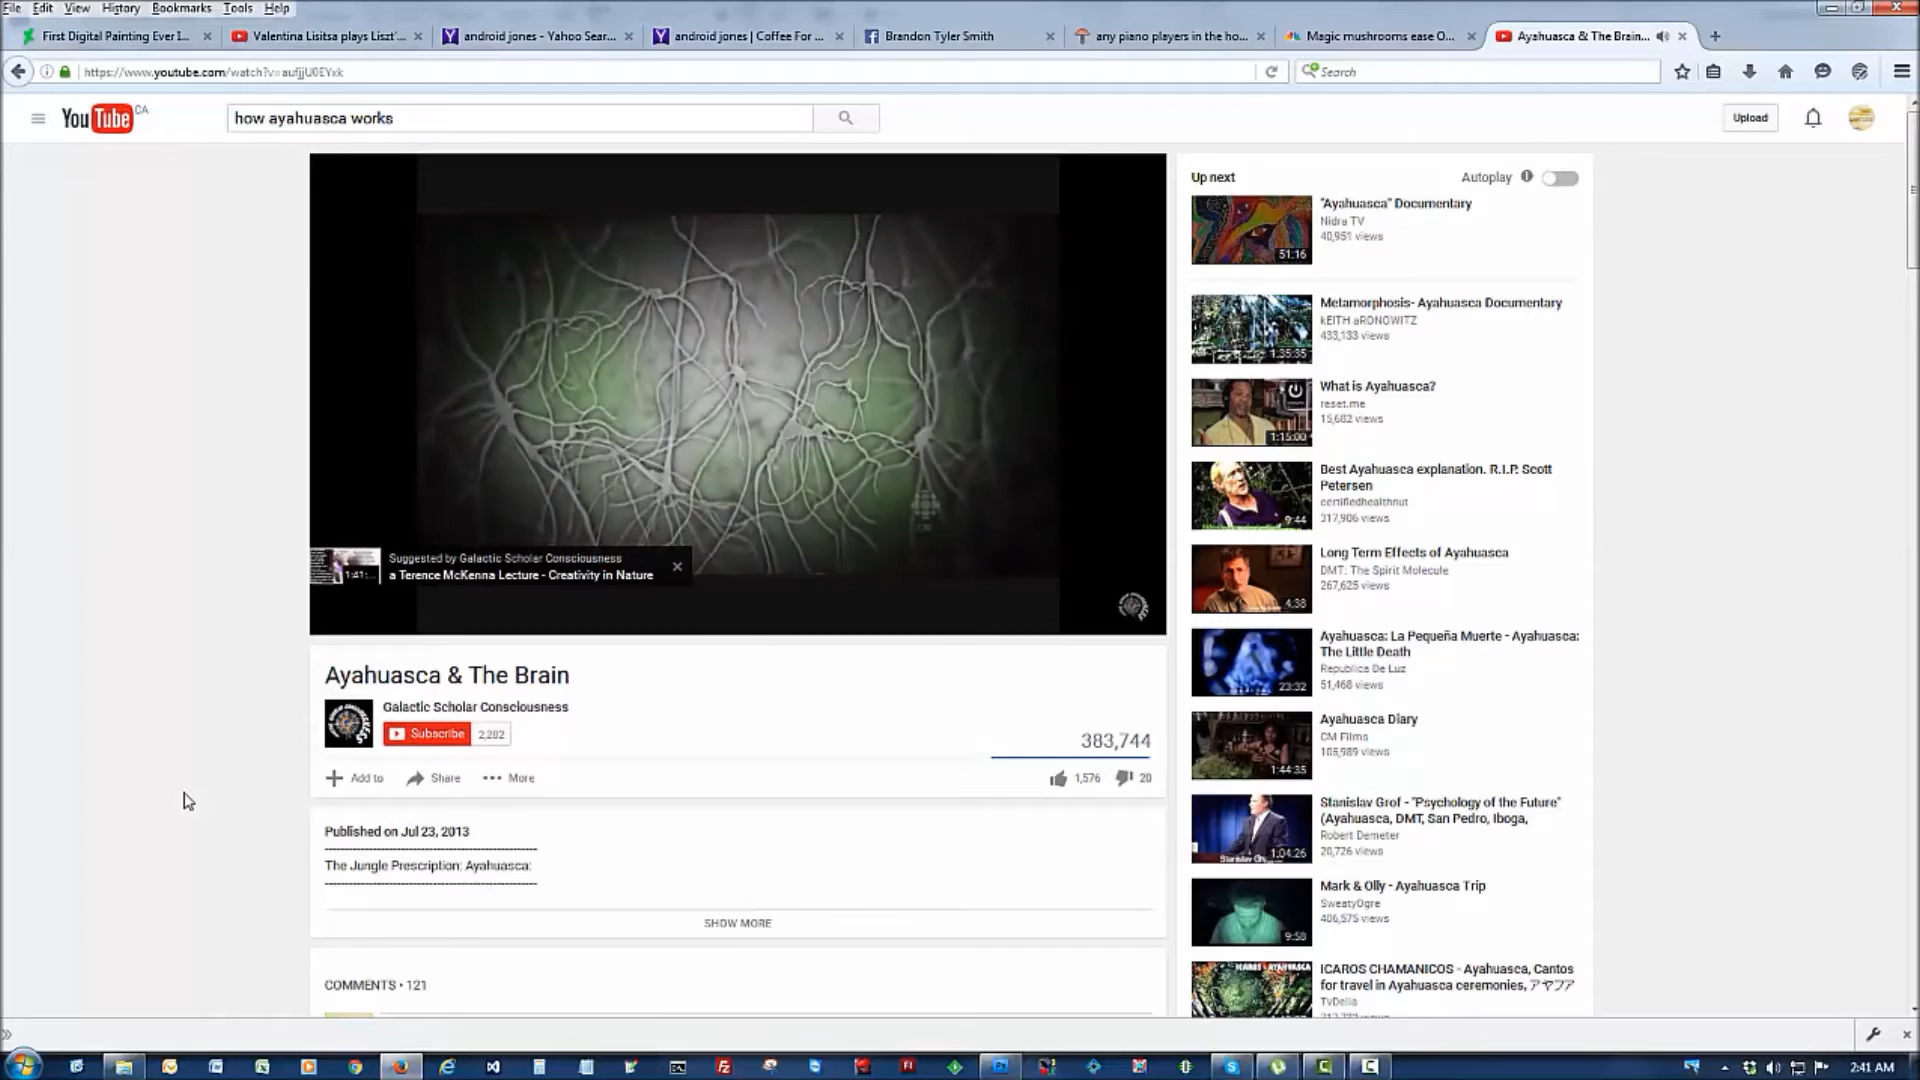 File Edit View History Bookmarks Tools Help
First Digital Painting Ever I...
Valentina Lisitsa plays Liszt'...
android jones - Yahoo Sear...
android jones | Coffee For ...
Brandon Tyler Smith
any piano players in the ho...
Magic mushrooms ease O...
Ayahuasca & The Brain...
Search
YouTube CA
how ayahuasca works
Upload
Suggested by Galactic Scholar Consciousness
a Terence McKenna Lecture - Creativity in Nature
1:41:...
Ayahuasca & The Brain
Galactic Scholar Consciousness
Subscribe 2,282
383,744
Add to Share More
1,576 20
Published on Jul 23, 2013
The Jungle Prescription: Ayahuasca:
SHOW MORE
COMMENTS • 121
Up next
Autoplay
"Ayahuasca" Documentary
Nidra TV
40,951 views
51:16
Metamorphosis- Ayahuasca Documentary
kEITH aRONOWITZ
433,133 views
1:35:35
What is Ayahuasca?
reset.me
15,682 views
1:15:00
Best Ayahuasca explanation. R.I.P. Scott
Petersen
certifiedhealthnut
317,906 views
9:44
Long Term Effects of Ayahuasca
DMT: The Spirit Molecule
267,625 views
4:38
Ayahuasca: La Pequeña Muerte - Ayahuasca:
The Little Death
Republica De Luz
51,468 views
23:32
Ayahuasca Diary
CM Films
105,989 views
1:44:35
Stanislav Grof - "Psychology of the Future"
(Ayahuasca, DMT, San Pedro, Iboga,
Robert Demeter
20,726 views
1:04:26
Mark & Olly - Ayahuasca Trip
SweatyOgre
406,575 views
9:58
ICAROS CHAMANICOS - Ayahuasca, Cantos
for travel in Ayahuasca ceremonies, アヤワア
TvDelia
2:41 AM